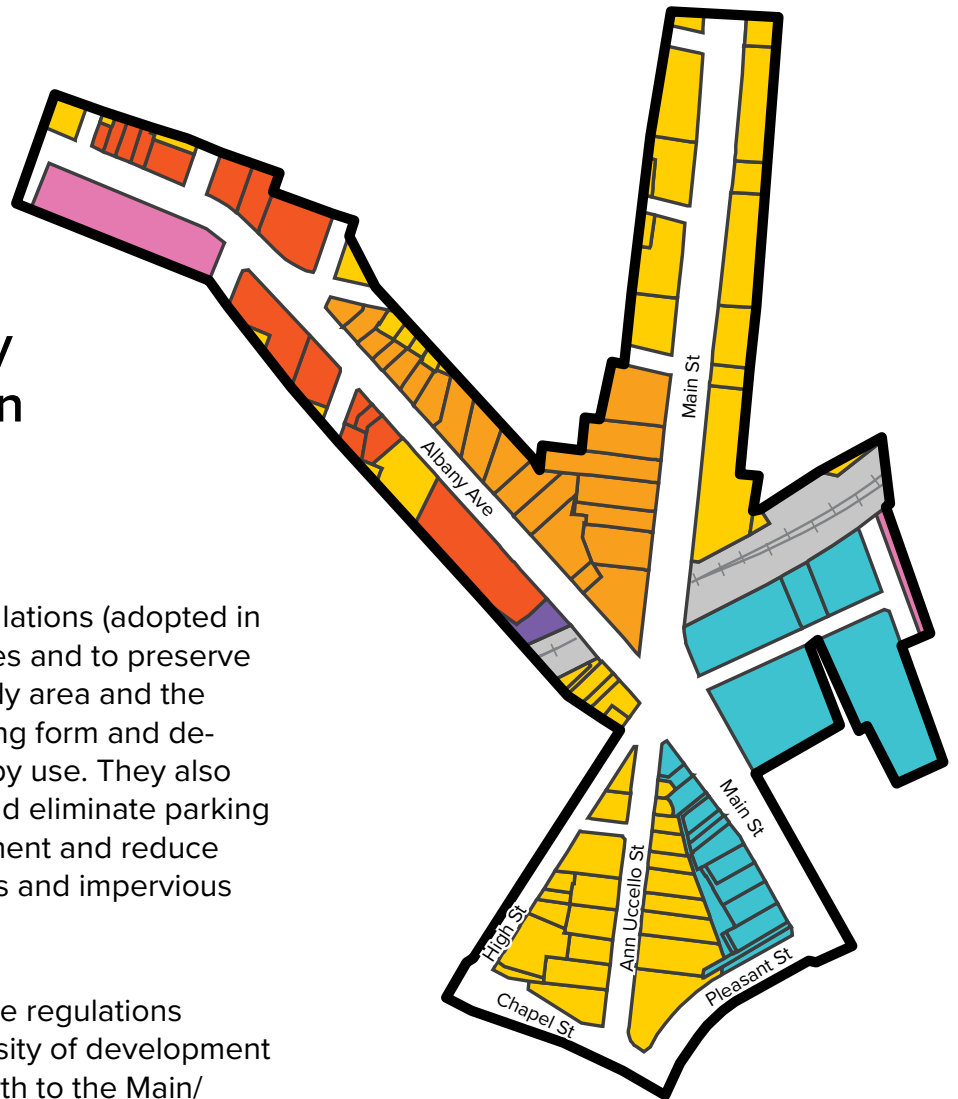 y
n
lations (adopted in
es and to preserve
ly area and the
ng form and de-
by use. They also
d eliminate parking
ment and reduce
s and impervious
e regulations
sity of development
th to the Main/
Main St
Albany Ave
Main St
Ann Uccello St
High St
Pleasant St
Chapel St